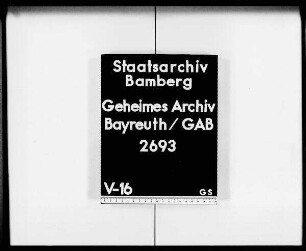 Staatsarchiv
Bamberg
Geheimes Archiv
Bayreuth / GAB
2693
V-16
GS